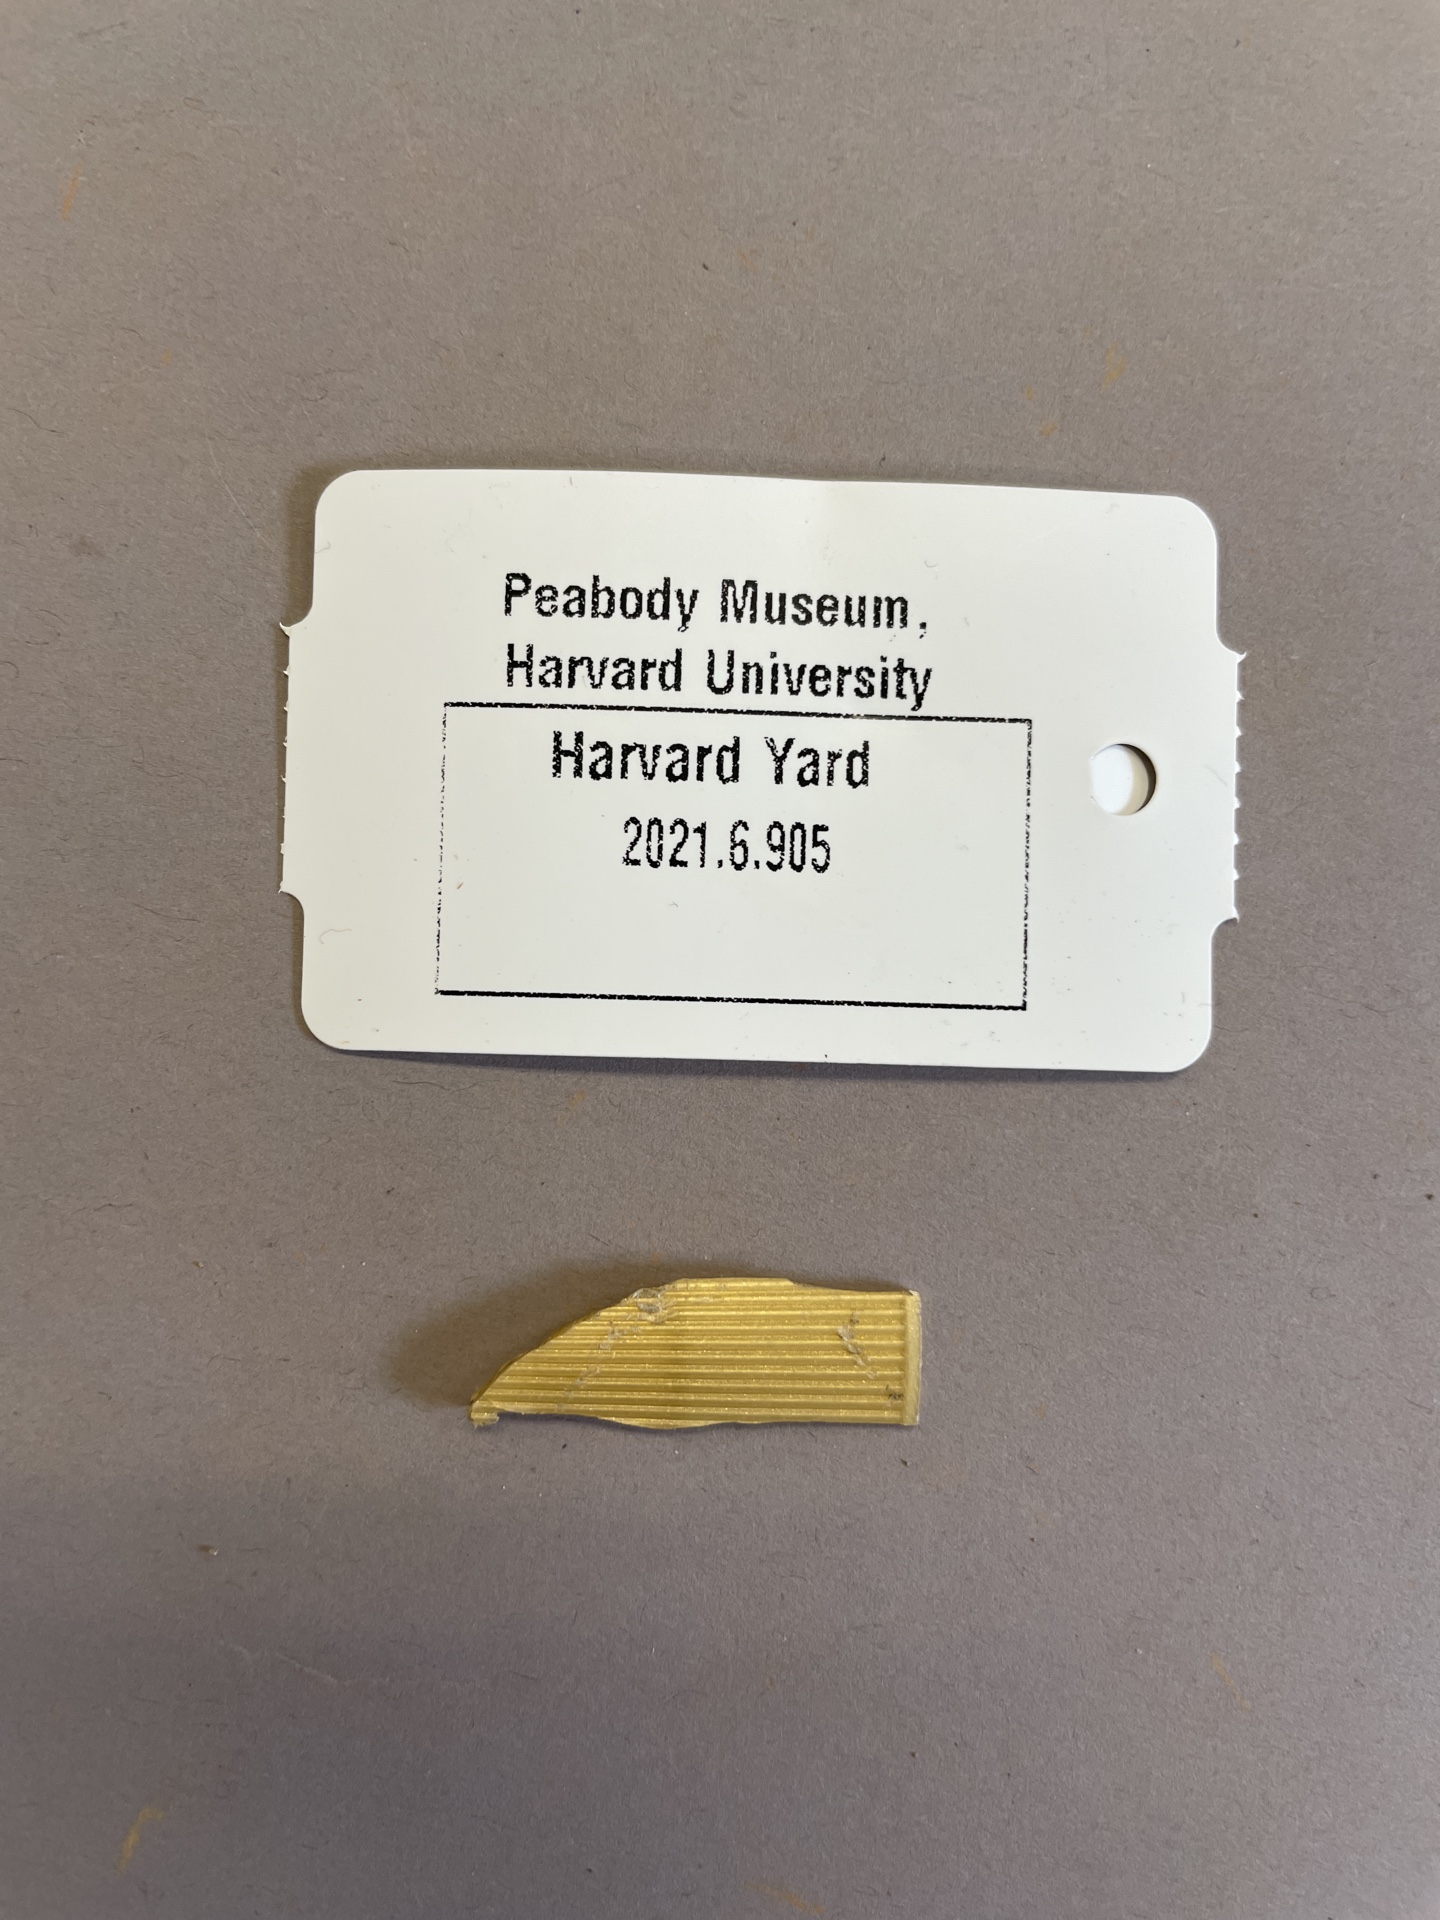 Peabody Museum,
Harvard University
Harvard Yard
2021.6.905